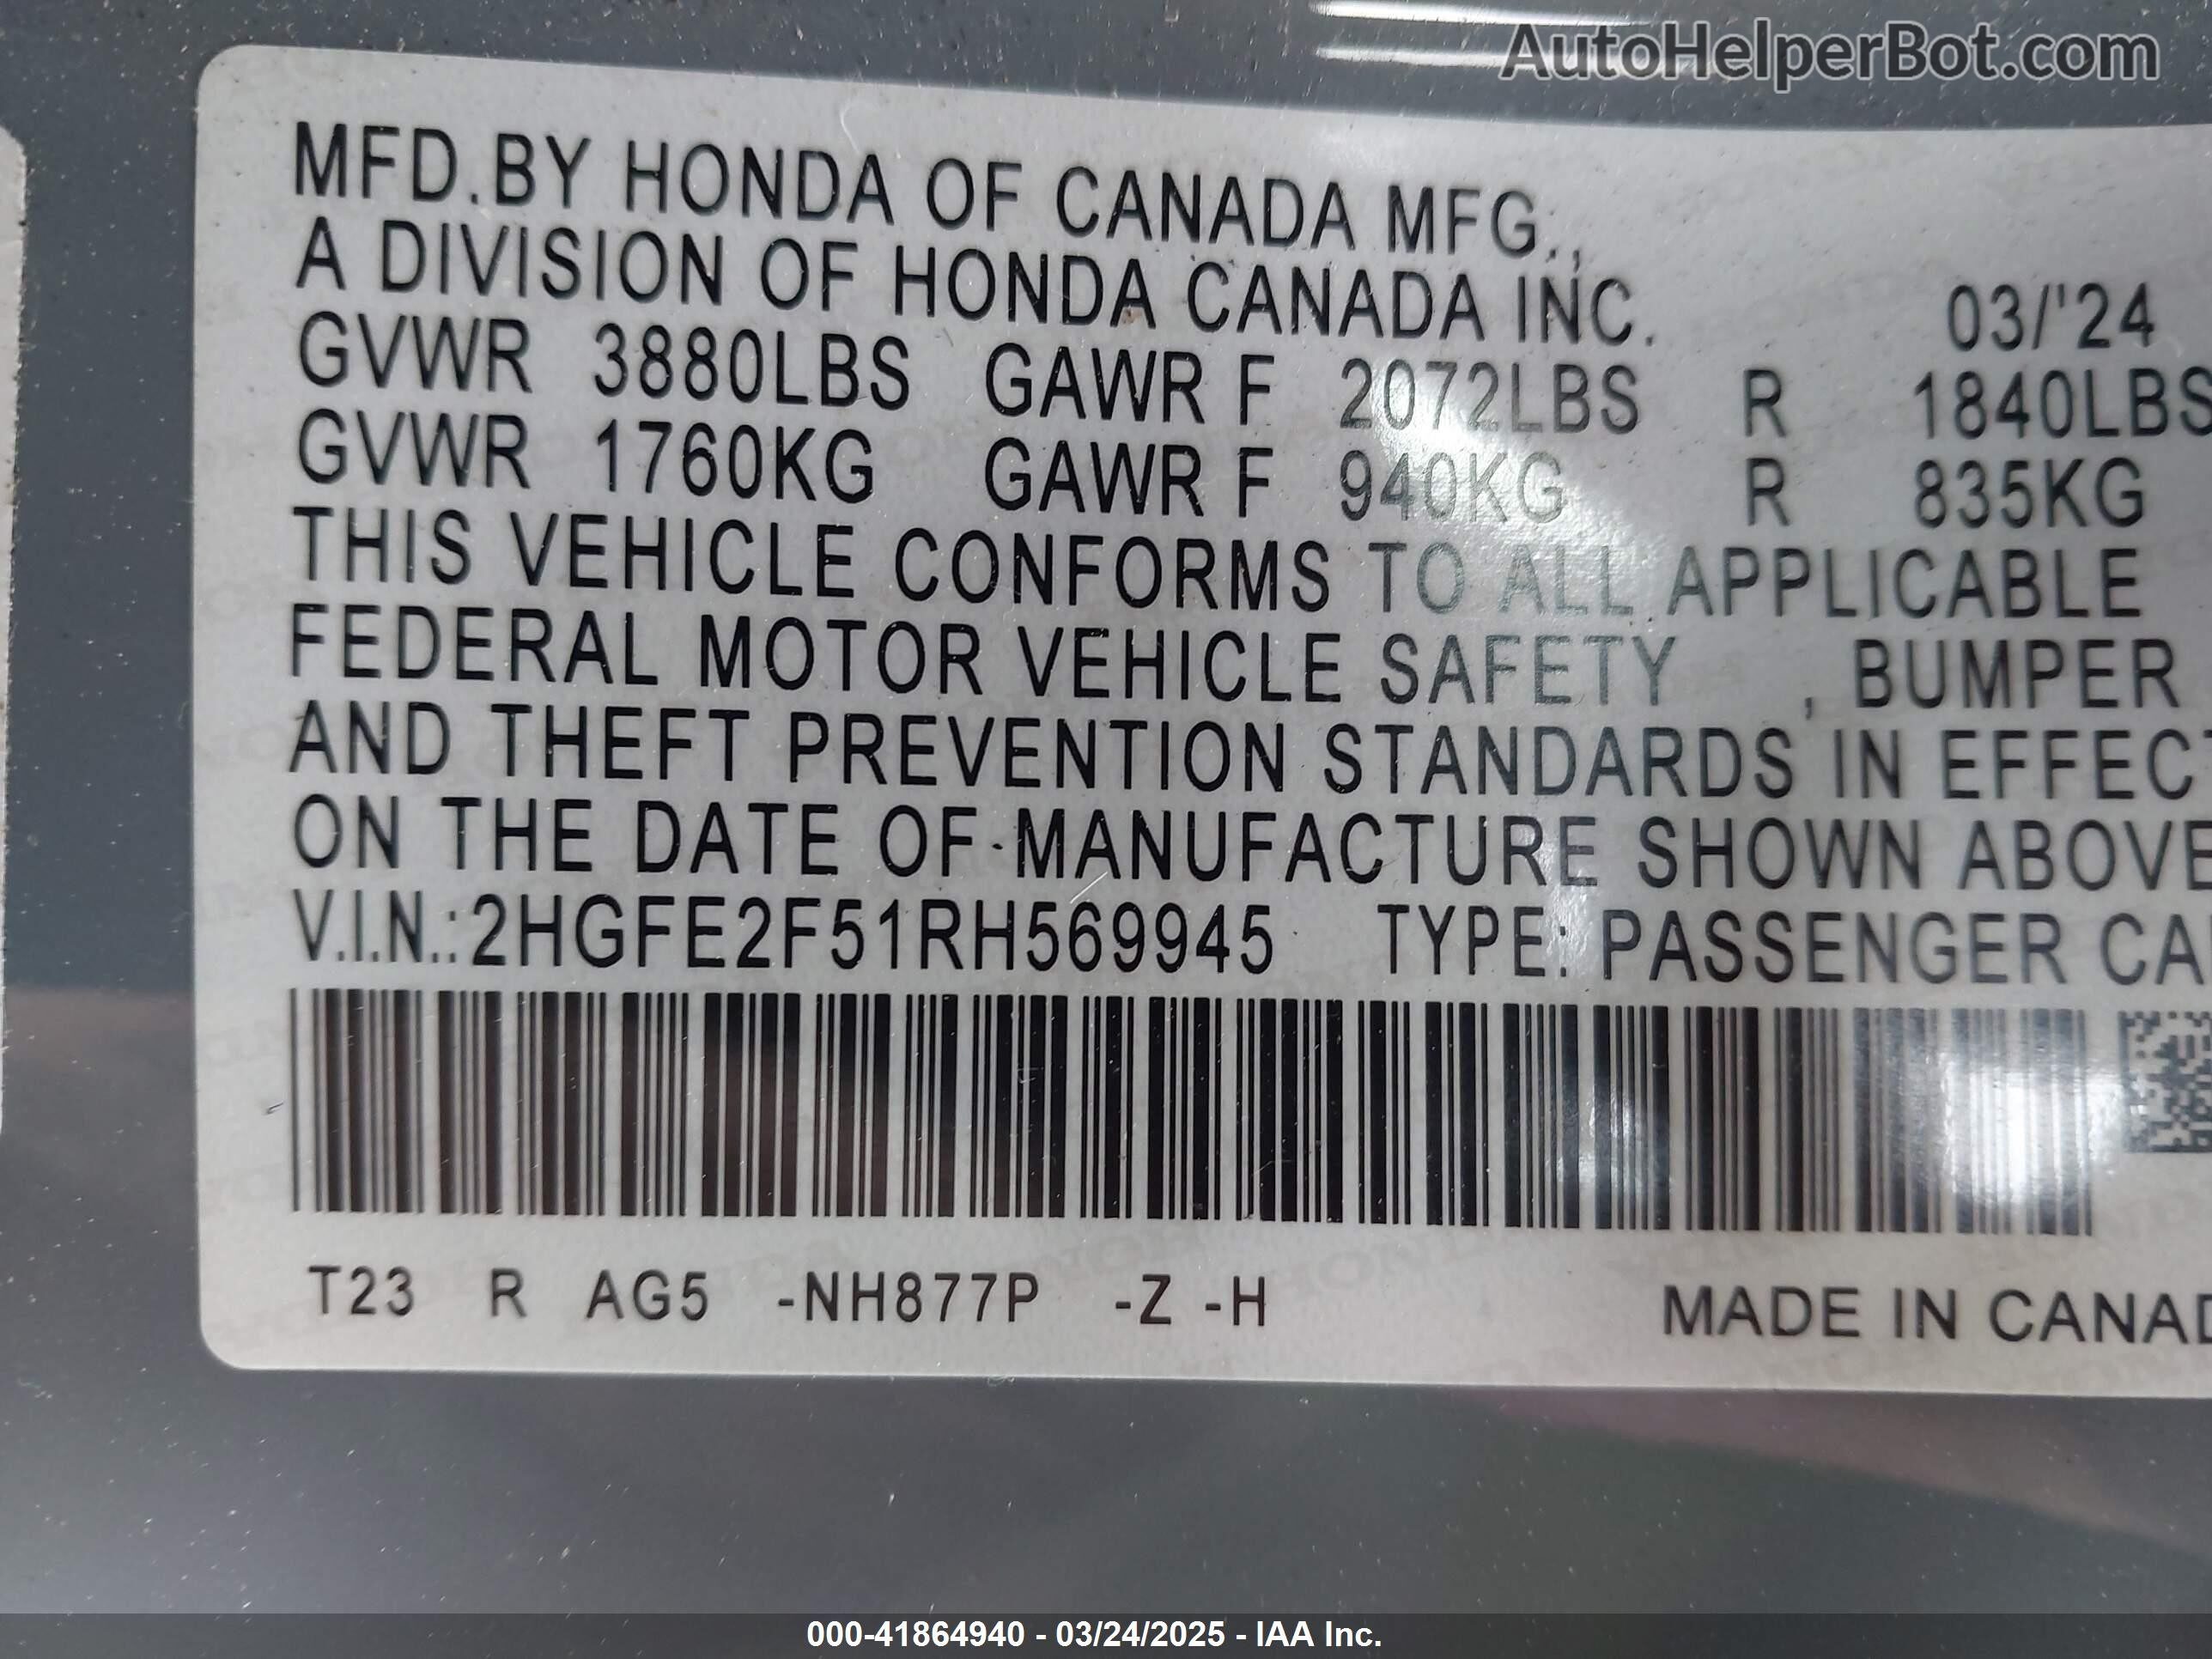 AutoHelperBot.com
MFD.BY HONDA OF CANADA MFG.,
A DIVISION OF HONDA CANADA INC. 03/'24
GVWR 3880LBS GAWR F 2072LBS R 1840LBS
GVWR 1760KG GAWR F 940KG R 835KG
THIS VEHICLE CONFORMS TO ALL APPLICABLE
FEDERAL MOTOR VEHICLE SAFETY , BUMPER
AND THEFT PREVENTION STANDARDS IN EFFECT
ON THE DATE OF MANUFACTURE SHOWN ABOVE
V.I.N.:2HGFE2F51RH569945 TYPE: PASSENGER CA
T23 R AG5 -NH877P -Z -H
MADE IN CANAD
000-41864940 - 03/24/2025 - IAA Inc.